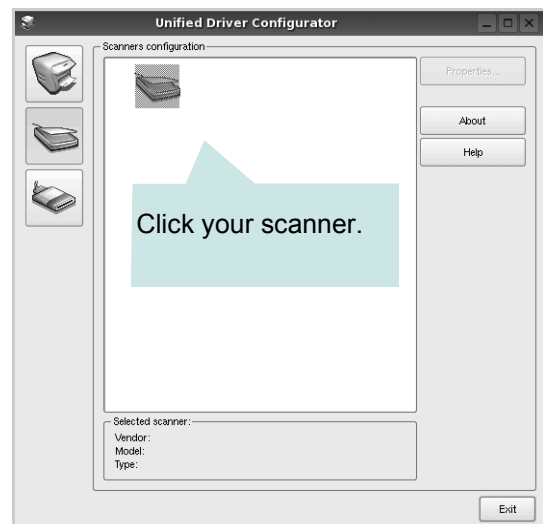 Unified Driver Configurator
Scanners configuration
Properties...
About
Help
Click your scanner.
Selected scanner:
Vendor:
Model:
Type:
Exit